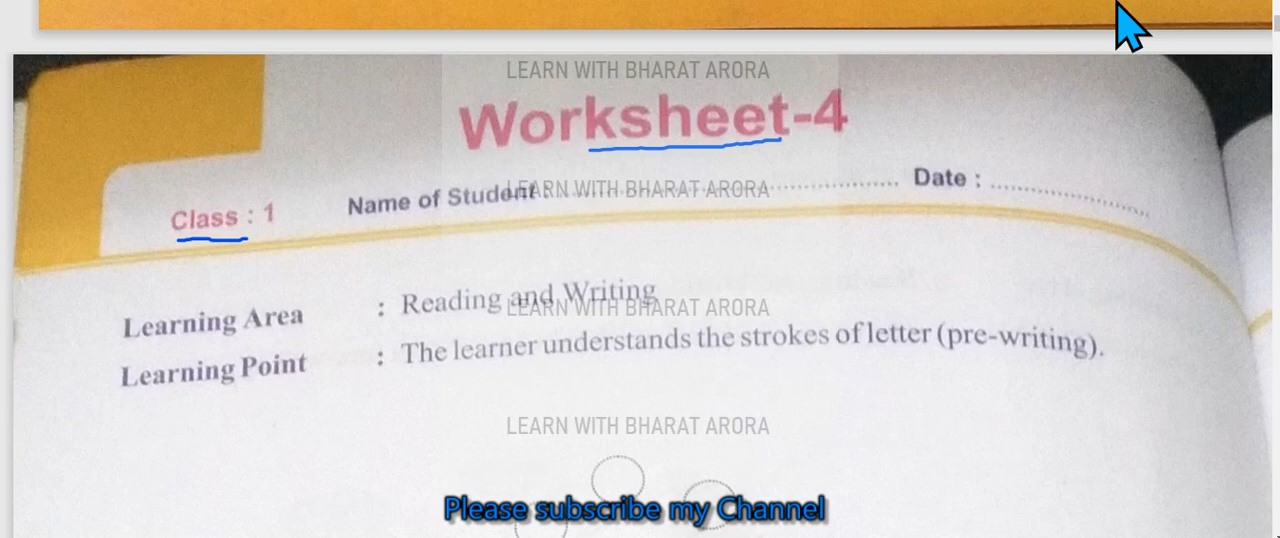 LEARN WITH BHARAT ARORA
Worksheet-4
Class : 1 Name of Student : LEARN WITH BHARAT ARORA Date :
Learning Area : Reading and Writing
LEARN WITH BHARAT ARORA
Learning Point : The learner understands the strokes of letter (pre-writing).
LEARN WITH BHARAT ARORA
Please subscribe my Channel